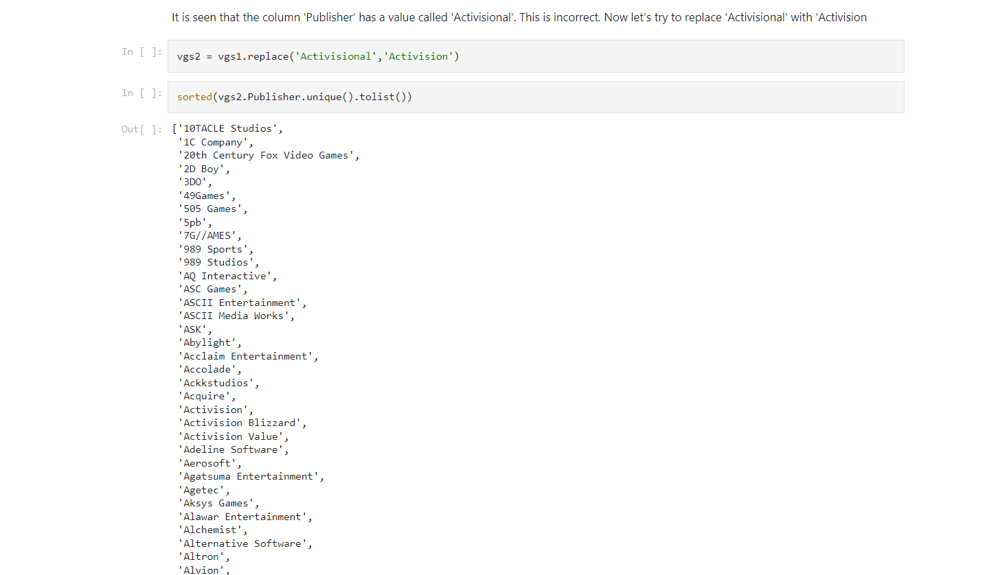 It is seen that the column 'Publisher' has a value called 'Activisional'. This is incorrect. Now let's try to replace 'Activisional' with 'Activision
In [ ]:
vgs2 = vgs1.replace('Activisional','Activision')
In [ ]:
sorted(vgs2.Publisher.unique().tolist())
Out[ ]:
['10TACLE Studios',
'1C Company',
'20th Century Fox Video Games',
'2D Boy',
'3DO',
'49Games',
'505 Games',
'5pb',
'7G//AMES',
'989 Sports',
'989 Studios',
'AQ Interactive',
'ASC Games',
'ASCII Entertainment',
'ASCII Media Works',
'ASK',
'Abylight',
'Acclaim Entertainment',
'Accolade',
'Ackkstudios',
'Acquire',
'Activision',
'Activision Blizzard',
'Activision Value',
'Adeline Software',
'Aerosoft',
'Agatsuma Entertainment',
'Agetec',
'Aksys Games',
'Alawar Entertainment',
'Alchemist',
'Alternative Software',
'Altron',
'Alvion',